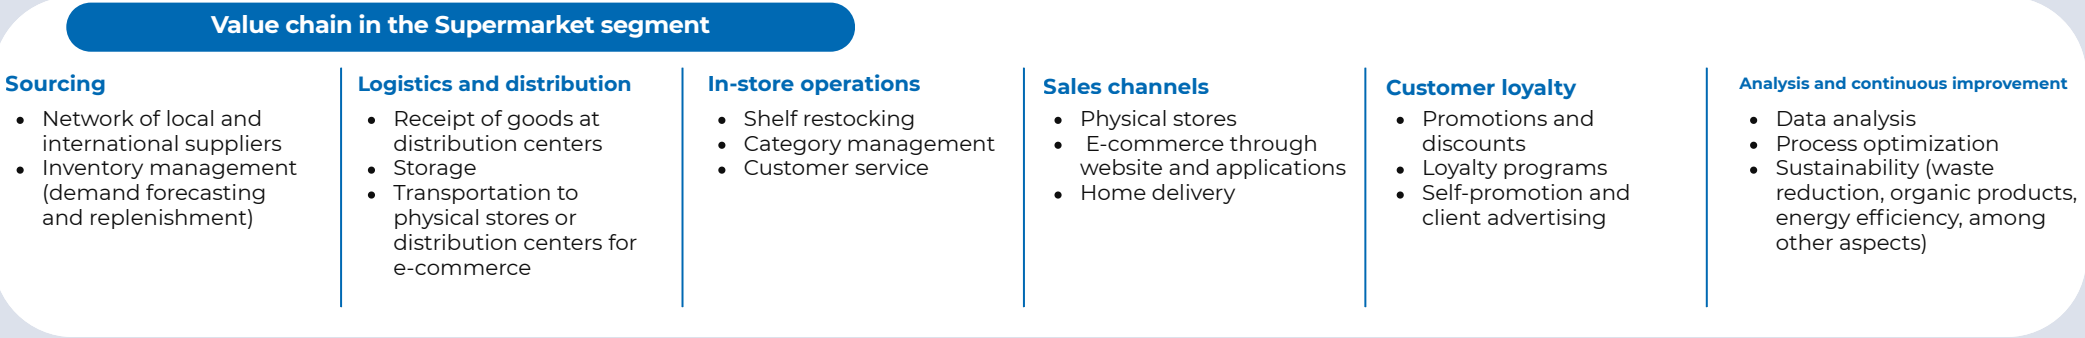 Value chain in the Supermarket segment
Sourcing
• Network of local and
international suppliers
• Inventory management
(demand forecasting
and replenishment)
Logistics and distribution
• Receipt of goods at
distribution centers
• Storage
• Transportation to
physical stores or
distribution centers for
e-commerce
In-store operations
• Shelf restocking
• Category management
• Customer service
Sales channels
• Physical stores
• E-commerce through
website and applications
• Home delivery
Customer loyalty
• Promotions and
discounts
• Loyalty programs
• Self-promotion and
client advertising
Analysis and continuous improvement
• Data analysis
• Process optimization
• Sustainability (waste
reduction, organic products,
energy efficiency, among
other aspects)